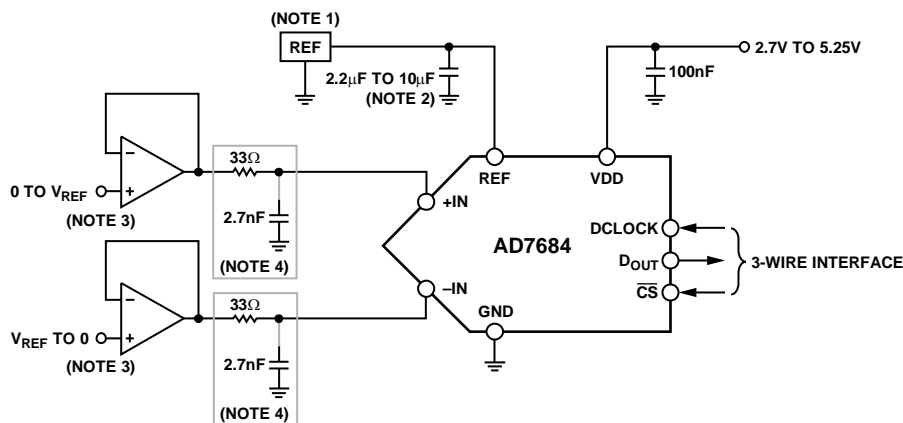 (NOTE 1)
REF
2.2μF TO 10μF
(NOTE 2)
100nF
2.7V TO 5.25V
33Ω
2.7nF
(NOTE 4)
−
+
0 TO VREF
(NOTE 3)
REF
VDD
+IN
AD7684
DCLOCK
DOUT
CS
3-WIRE INTERFACE
−IN
GND
33Ω
2.7nF
(NOTE 4)
−
+
VREF TO 0
(NOTE 3)